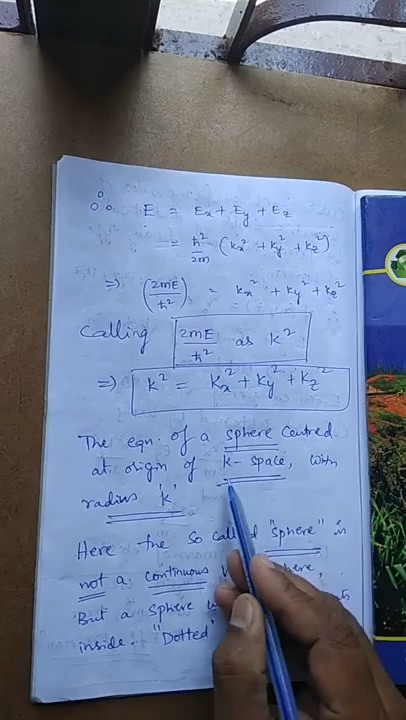 ∴ E = Ex + Ey + Ez
= ħ²/2m (kx² + ky² + kz²)
⇒ (2mE/ħ²) = kx² + ky² + kz²
Calling 2mE/ħ² as k²
⇒ k² = kx² + ky² + kz²
The eqn. of a sphere centred
at origin of k-space, with
radius 'k'
Here the so called "sphere" is
not a continuous
But a sphere
inside. "Dotted"